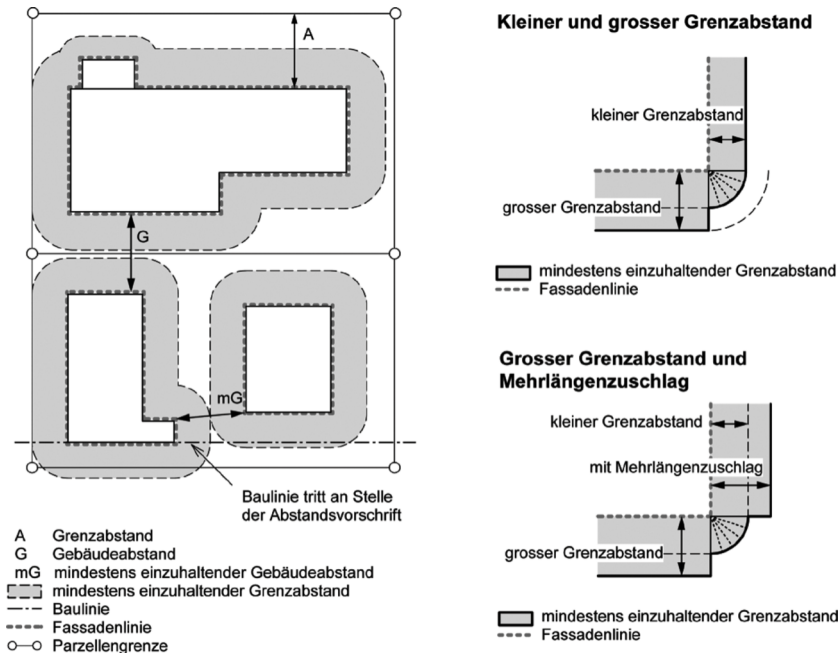 A
G
mG
Baulinie tritt an Stelle
der Abstandsvorschrift
A Grenzabstand
G Gebäudeabstand
mG mindestens einzuhaltender Gebäudeabstand
mindestens einzuhaltender Grenzabstand
Baulinie
Fassadenlinie
Parzellengrenze
Kleiner und grosser Grenzabstand
kleiner Grenzabstand
grosser Grenzabstand
mindestens einzuhaltender Grenzabstand
Fassadenlinie
Grosser Grenzabstand und
Mehrlängenzuschlag
kleiner Grenzabstand
mit Mehrlängenzuschlag
grosser Grenzabstand
mindestens einzuhaltender Grenzabstand
Fassadenlinie